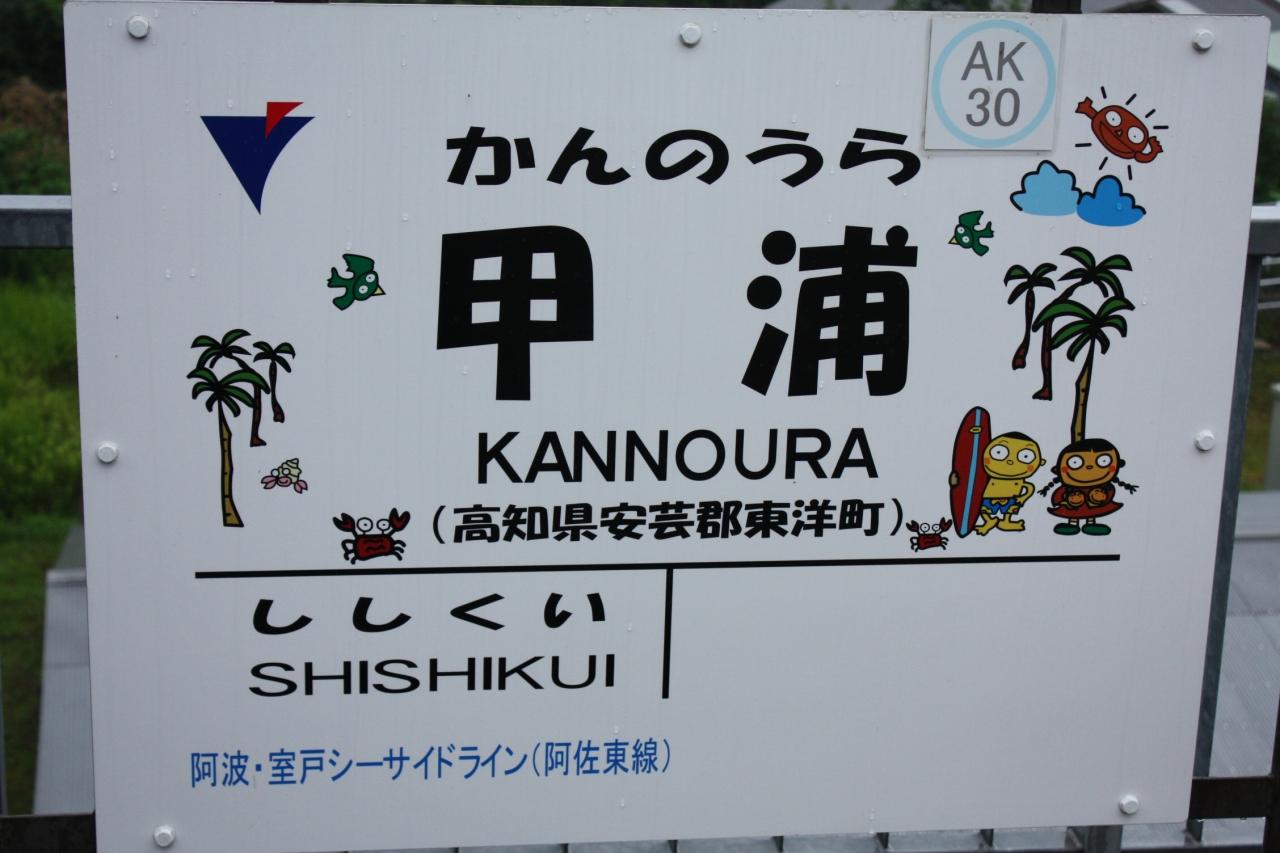 AK
30
かんのうら
甲浦
KANNOURA
(高知県安芸郡東洋町)
ししくい
SHISHIKUI
阿波・室戸シーサイドライン(阿佐東線)